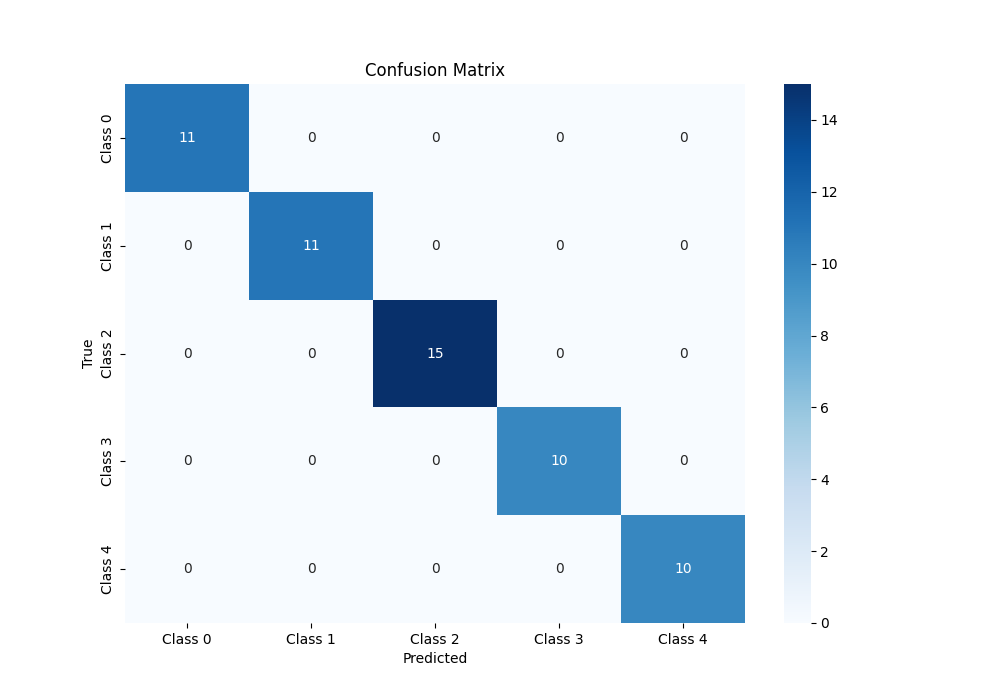 Confusion Matrix
True
Class 0
11 0 0 0 0
Class 1
0 11 0 0 0
Class 2
0 0 15 0 0
Class 3
0 0 0 10 0
Class 4
0 0 0 0 10
Class 0 Class 1 Class 2 Class 3 Class 4
Predicted
14
12
10
8
6
4
2
0